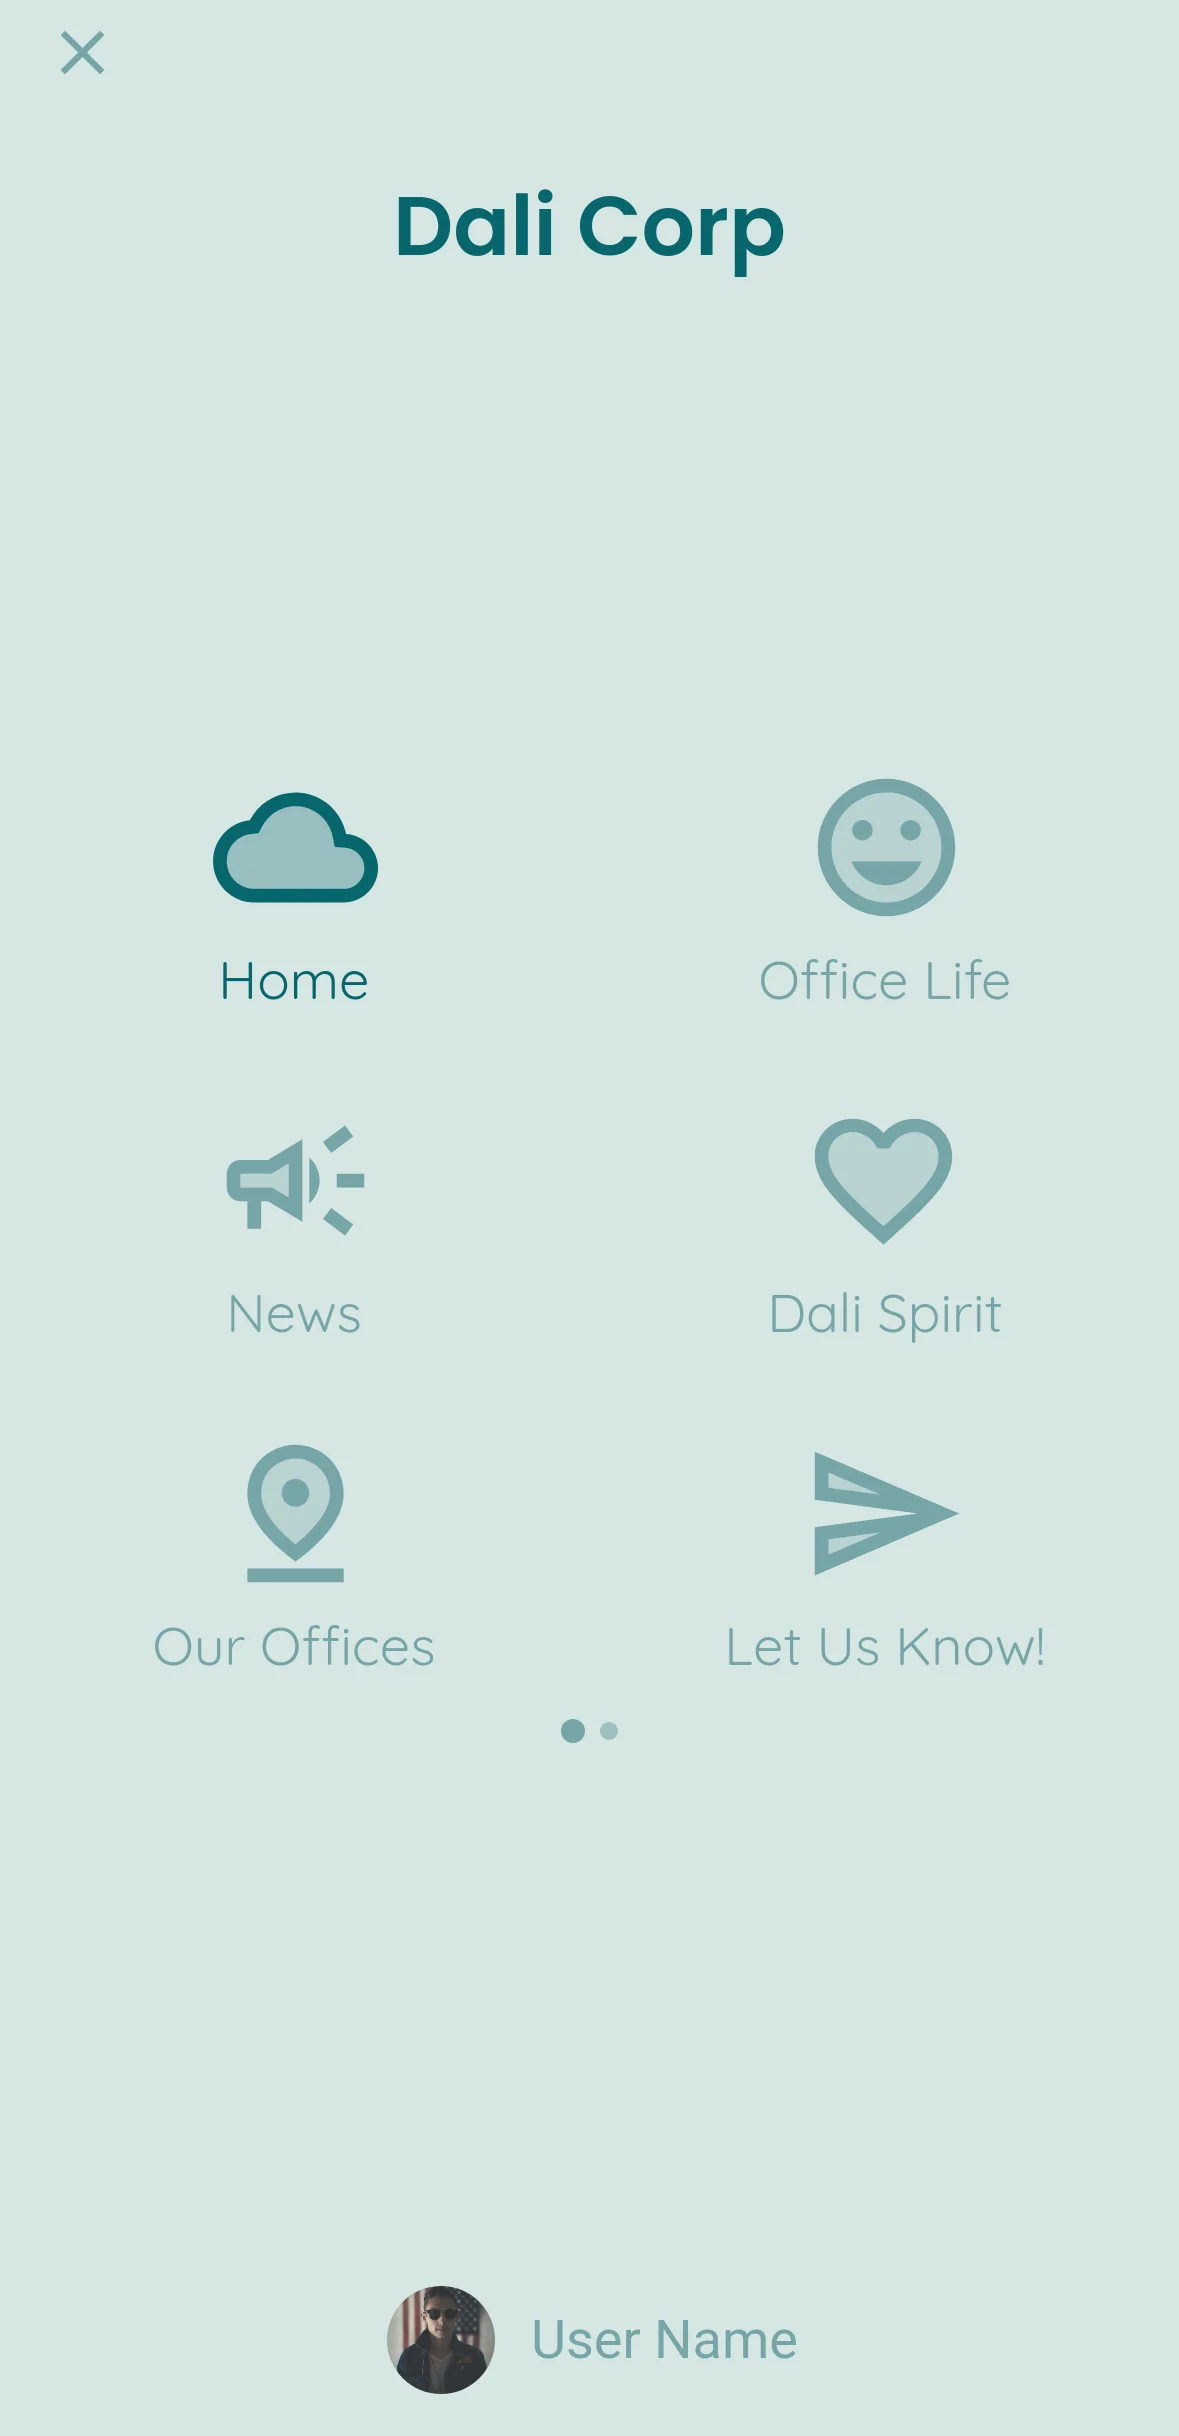 Dali Corp
Home
Office Life
News
Dali Spirit
Our Offices
Let Us Know!
User Name